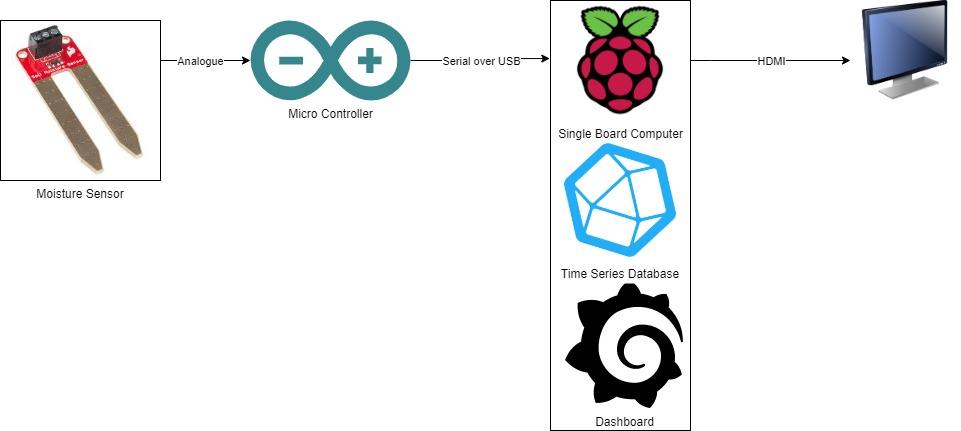 Analogue
Serial over USB
HDMI
Micro Controller
Single Board Computer
Moisture Sensor
Time Series Database
Dashboard